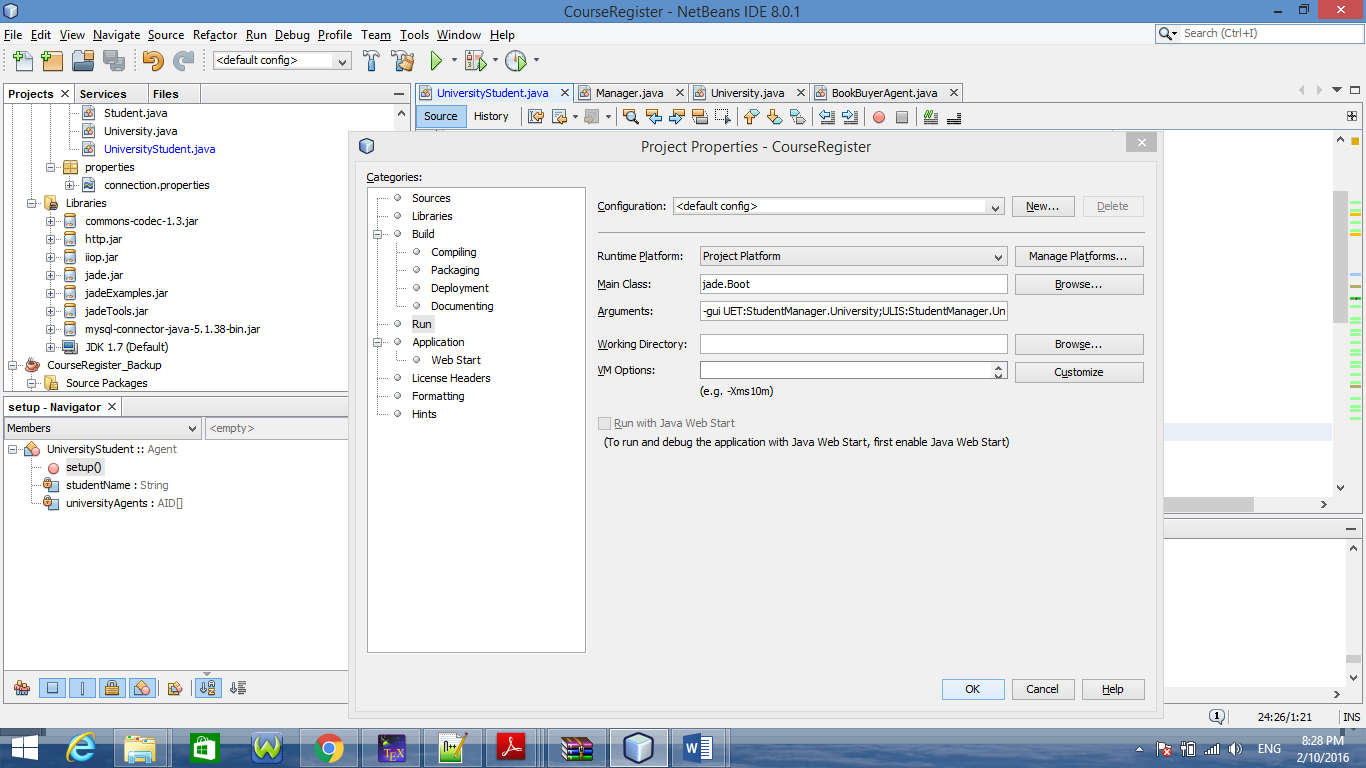 CourseRegister - NetBeans IDE 8.0.1
File Edit View Navigate Source Refactor Run Debug Profile Team Tools Window Help
Search (Ctrl+I)
<default config>
Projects Services Files
Student.java
University.java
UniversityStudent.java
properties
connection.properties
Libraries
commons-codec-1.3.jar
http.jar
iiop.jar
jade.jar
jadeExamples.jar
jadeTools.jar
mysql-connector-java-5.1.38-bin.jar
JDK 1.7 (Default)
CourseRegister_Backup
Source Packages
setup - Navigator
Members
<empty>
UniversityStudent :: Agent
setup()
studentName : String
universityAgents : AID[]
UniversityStudent.java Manager.java University.java BookBuyerAgent.java
Source History
Project Properties - CourseRegister
Categories:
Sources
Libraries
Build
Compiling
Packaging
Deployment
Documenting
Run
Application
Web Start
License Headers
Formatting
Hints
Configuration: <default config> New... Delete
Runtime Platform: Project Platform Manage Platforms...
Main Class: jade.Boot Browse...
Arguments: -gui UET:StudentManager.University;ULIS:StudentManager.Un
Working Directory: Browse...
VM Options: Customize
(e.g. -Xms10m)
Run with Java Web Start
(To run and debug the application with Java Web Start, first enable Java Web Start)
OK Cancel Help
1 24:26/1:21 INS
TEX
n++
W
ENG
8:28 PM
2/10/2016